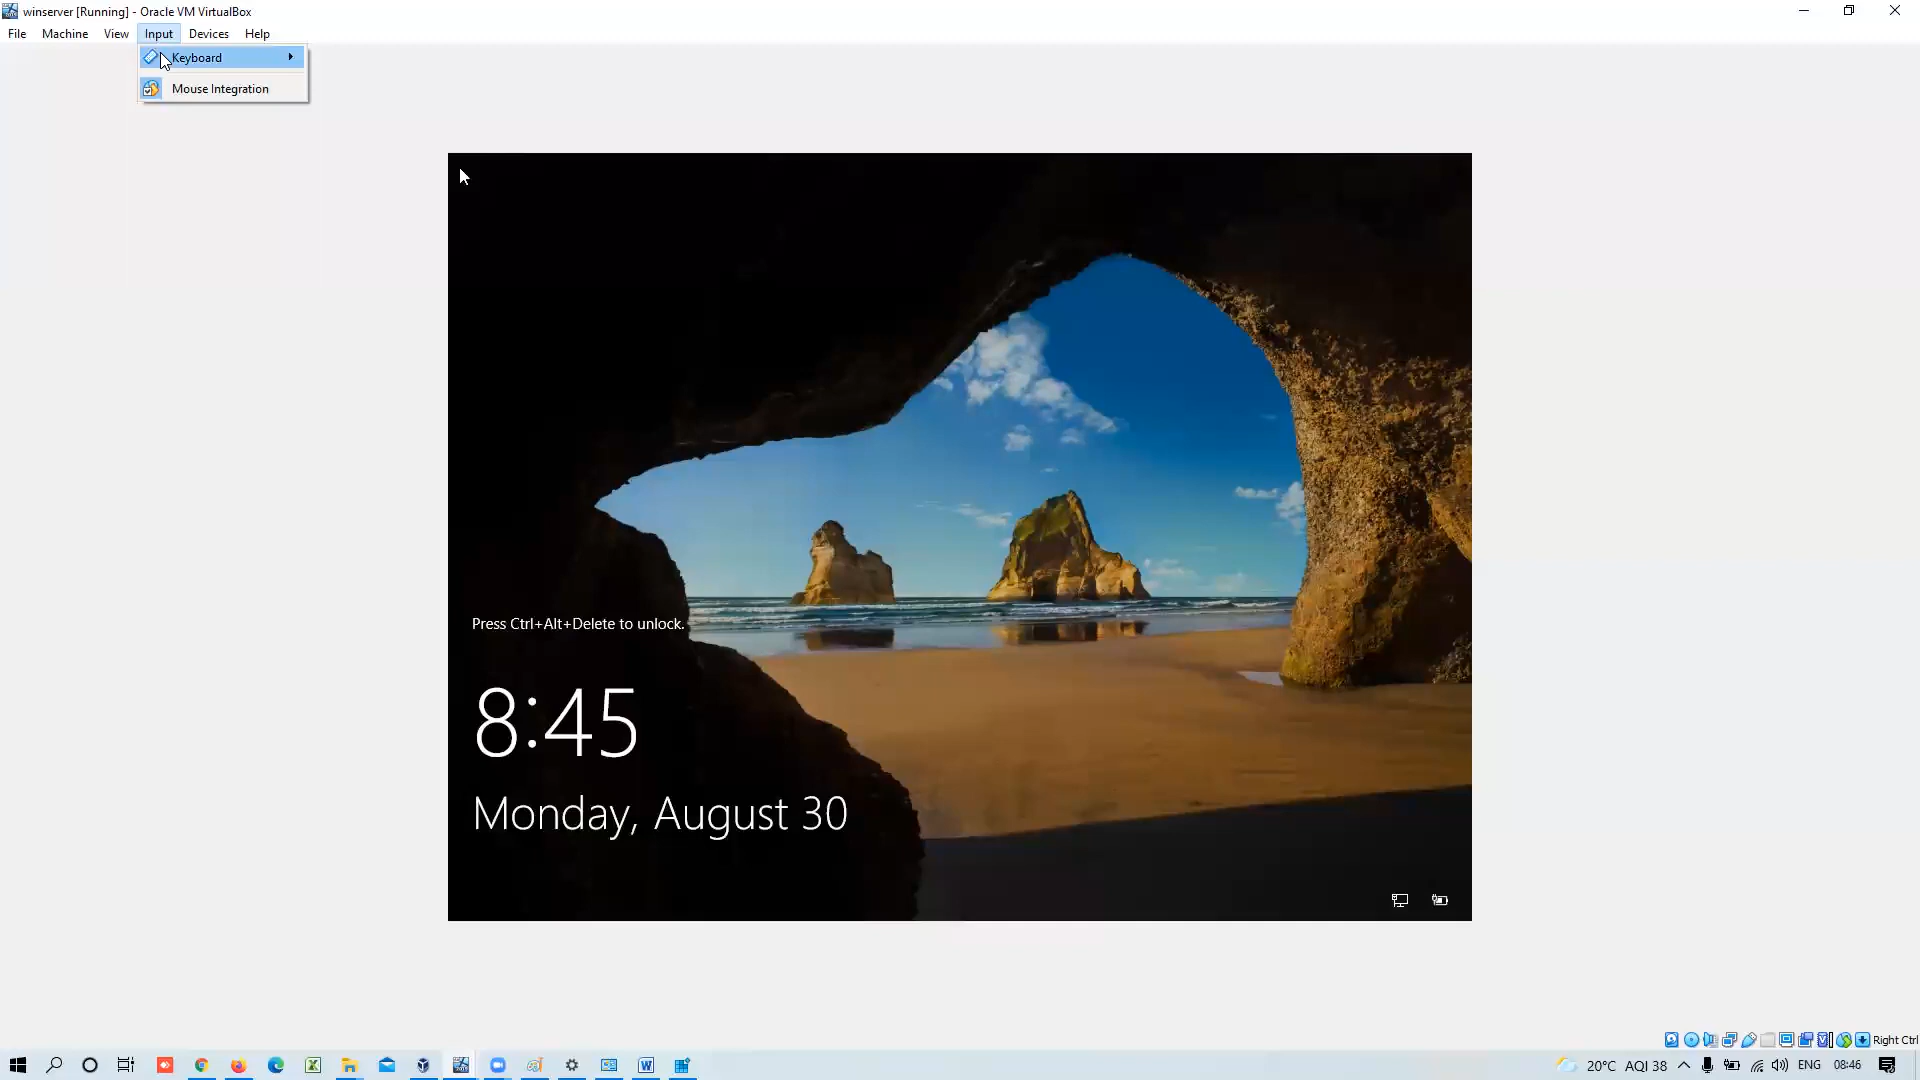 winserver [Running] - Oracle VM VirtualBox
File Machine View Input Devices Help
Keyboard
Mouse Integration
Press Ctrl+Alt+Delete to unlock.
8:45
Monday, August 30
Right Ctrl
20°C AQI 38 ENG 08:46